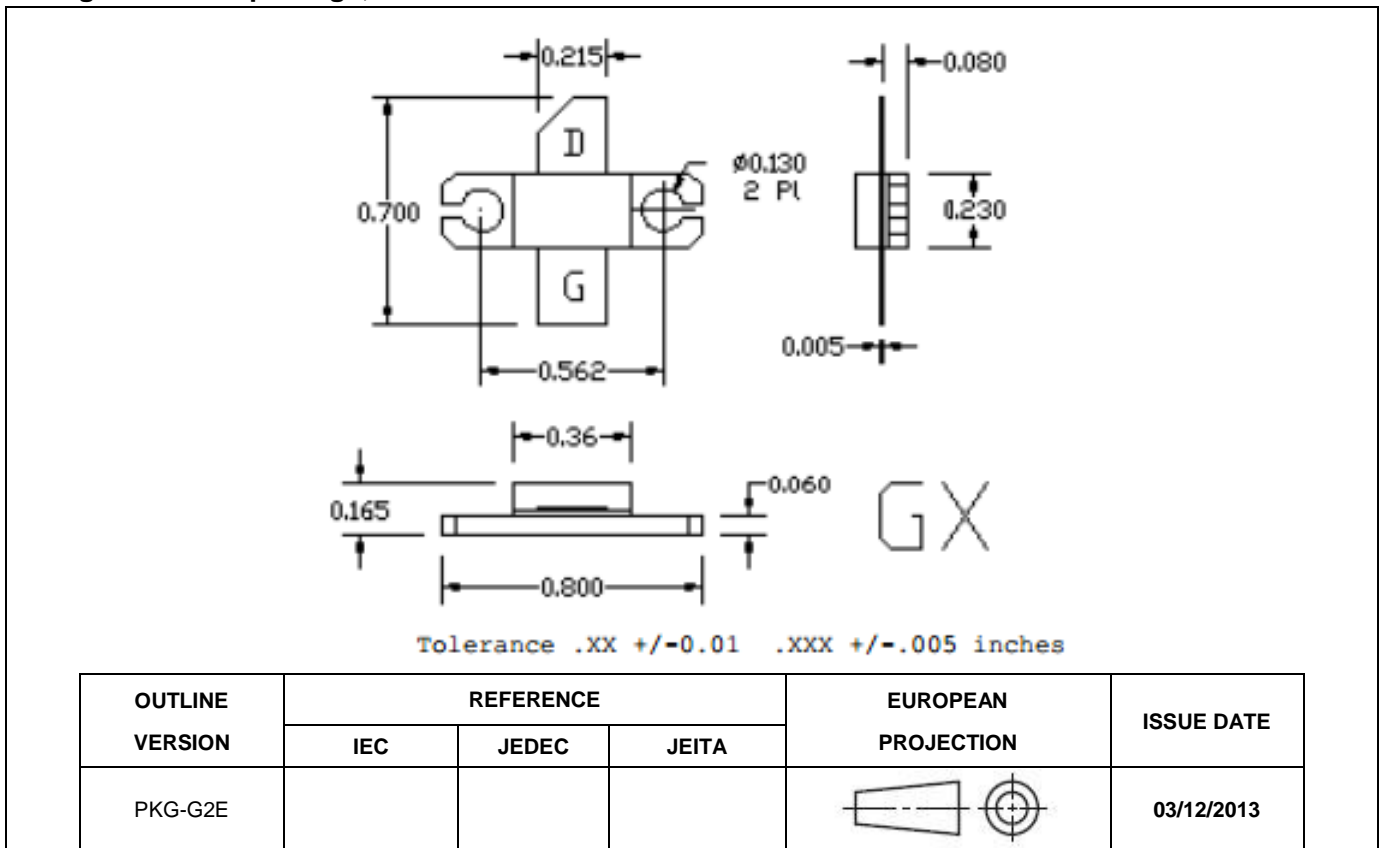 0.215
0.080
D
ø0.130
2 Pl
0.700
0.230
G
0.005
0.562
0.36
0.060
0.165
GX
0.800
Tolerance .XX +/-0.01 .XXX +/-.005 inches
OUTLINE
VERSION
REFERENCE
EUROPEAN
PROJECTION
ISSUE DATE
IEC
JEDEC
JEITA
PKG-G2E
03/12/2013